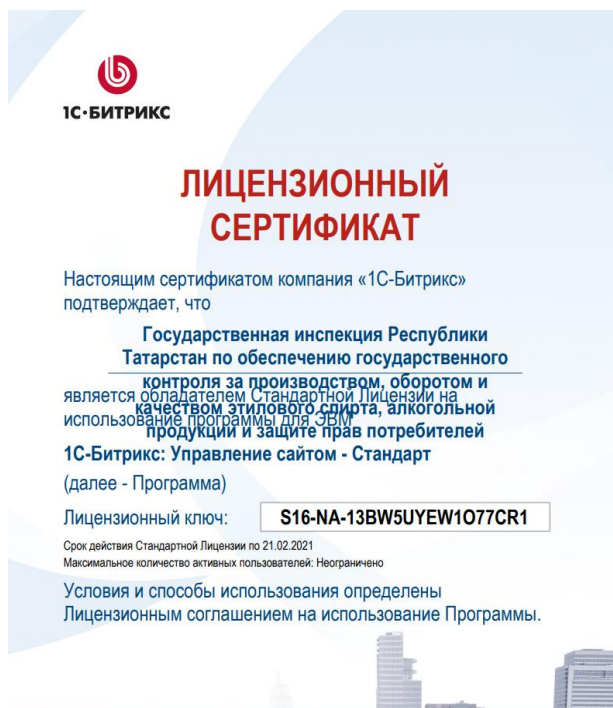 1С·БИТРИКС
ЛИЦЕНЗИОННЫЙ
СЕРТИФИКАТ
Настоящим сертификатом компания «1С-Битрикс»
подтверждает, что
Государственная инспекция Республики
Татарстан по обеспечению государственного
контроля за производством, оборотом и
является обладателем Стандартной Лицензии на
качеством этилового спирта, алкогольной
использование программы для ЭВМ
продукции и защите прав потребителей
1С-Битрикс: Управление сайтом - Стандарт
(далее - Программа)
Лицензионный ключ: S16-NA-13BW5UYEW1O77CR1
Срок действия Стандартной Лицензии по 21.02.2021
Максимальное количество активных пользователей: Неограничено
Условия и способы использования определены
Лицензионным соглашением на использование Программы.